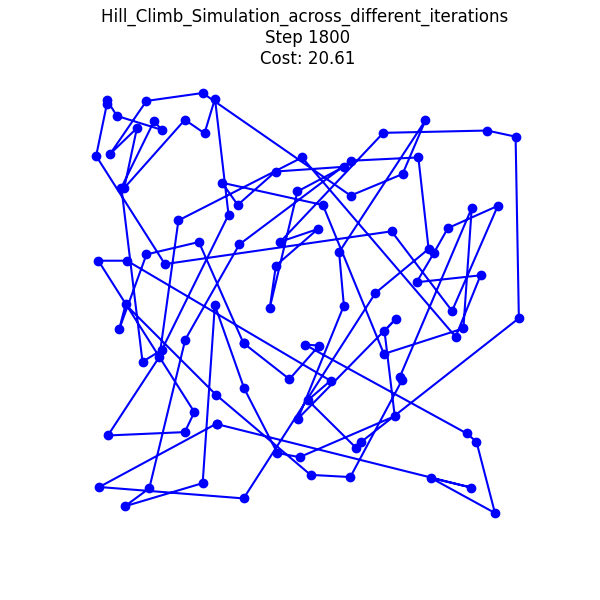 Hill_Climb_Simulation_across_different_iterations
Step 1800
Cost: 20.61